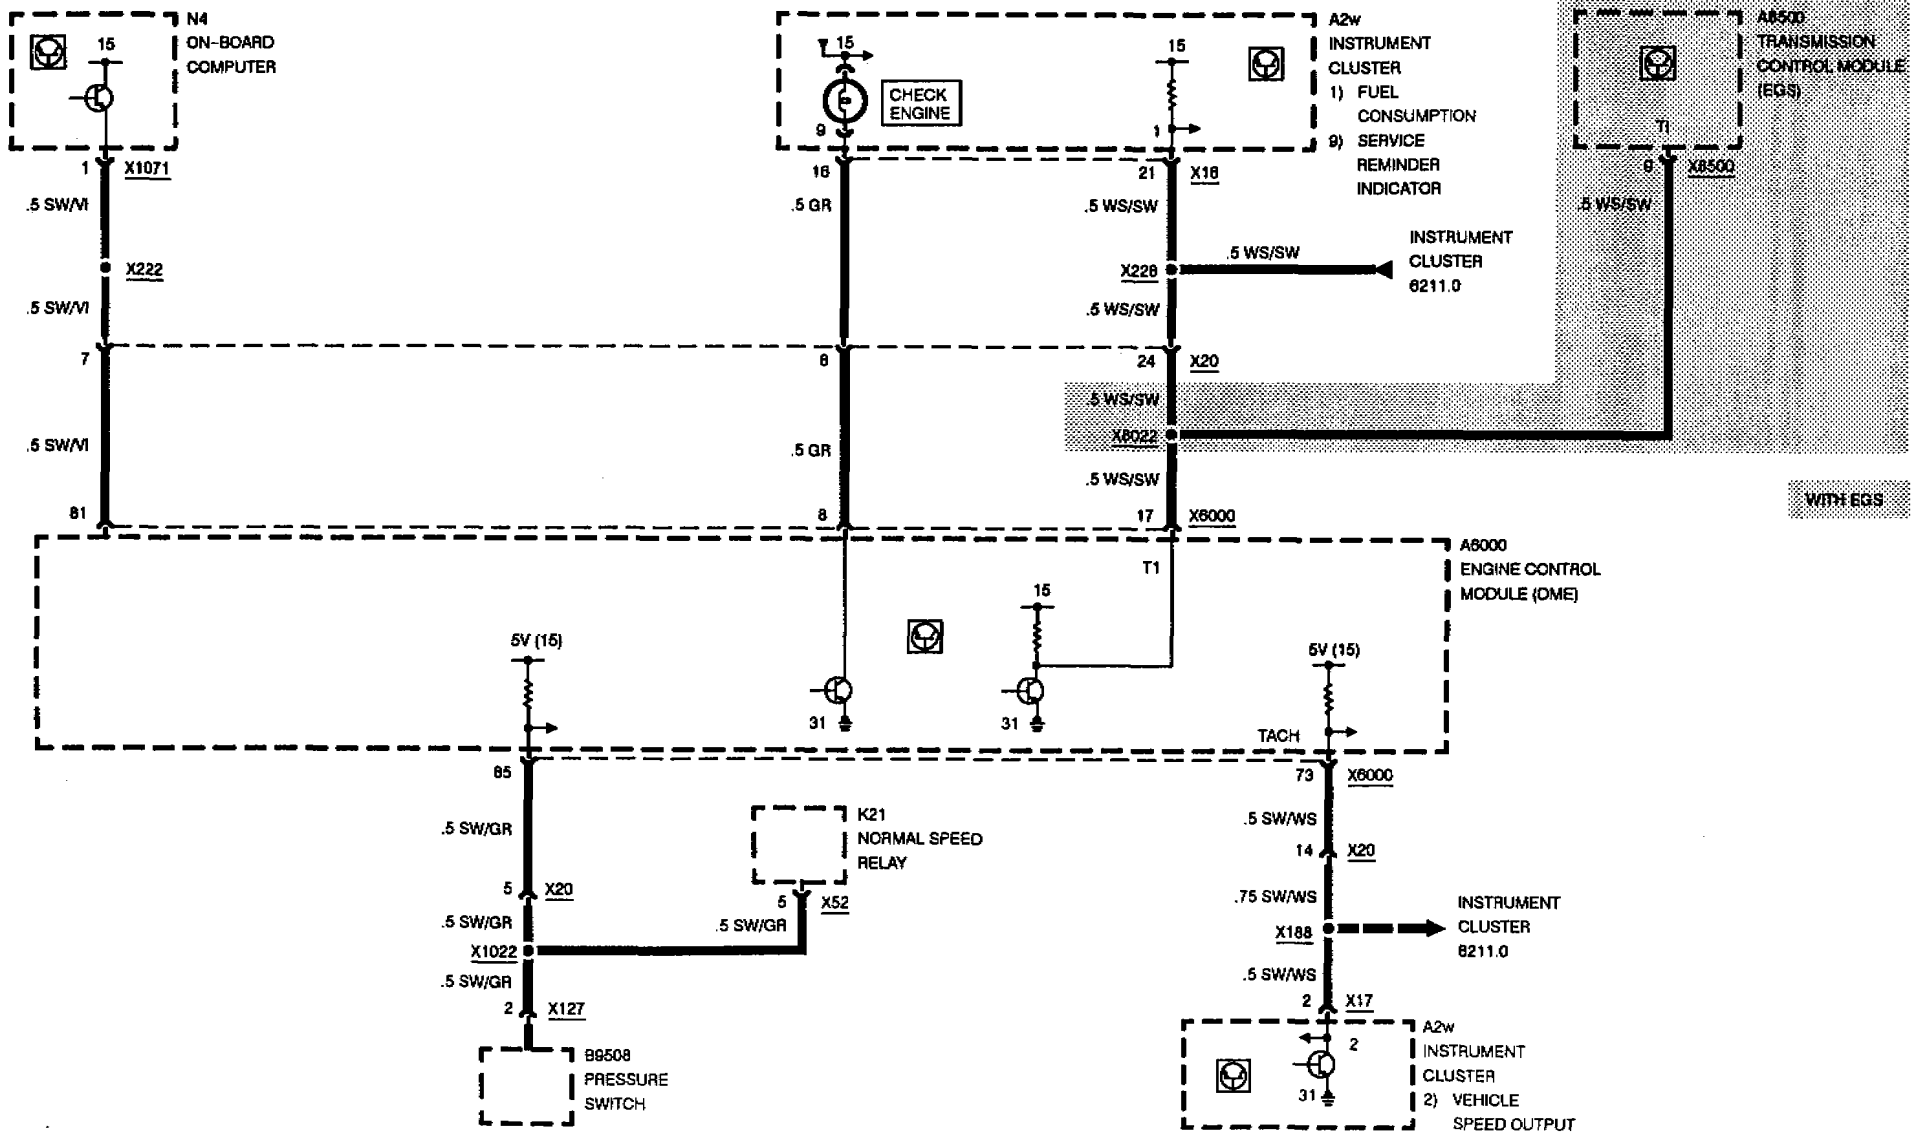 N4
ON-BOARD
COMPUTER
15
1 X1071
.5 SW/VI
X222
.5 SW/VI
7
.5 SW/VI
81
15
CHECK
ENGINE
9
15
1
A2w
INSTRUMENT
CLUSTER
1) FUEL
CONSUMPTION
9) SERVICE
REMINDER
INDICATOR
16
21 X16
.5 GR
.5 WS/SW
X228
.5 WS/SW
INSTRUMENT
CLUSTER
6211.0
.5 WS/SW
8
24 X20
.5 WS/SW
X8022
.5 GR
.5 WS/SW
8
17 X6000
A8500
TRANSMISSION
CONTROL MODULE
(EGS)
TI
9 X8500
.5 WS/SW
WITH EGS
A6000
ENGINE CONTROL
MODULE (DME)
T1
15
5V (15)
5V (15)
31
31
TACH
85
73 X6000
.5 SW/GR
K21
NORMAL SPEED
RELAY
5 X52
.5 SW/GR
5 X20
.5 SW/GR
X1022
.5 SW/GR
2 X127
B9508
PRESSURE
SWITCH
.5 SW/WS
14 X20
.75 SW/WS
X188
INSTRUMENT
CLUSTER
6211.0
.5 SW/WS
2 X17
2
31
A2w
INSTRUMENT
CLUSTER
2) VEHICLE
SPEED OUTPUT